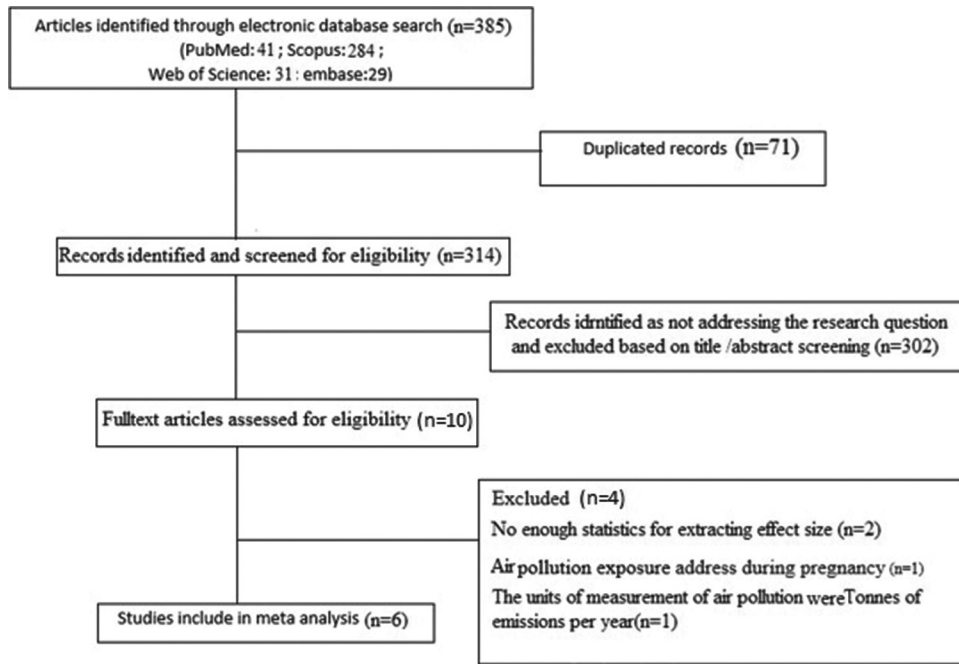 Articles identified through electronic database search (n=385)
(PubMed: 41 ; Scopus: 284 ;
Web of Science: 31 : embase:29)
Duplicated records (n=71)
Records identified and screened for eligibility (n=314)
Records idrntified as not addressing the research question
and excluded based on title /abstract screening (n=302)
Fulltext articles assessed for eligibility (n=10)
Excluded (n=4)
No enough statistics for extracting effect size (n=2)
Air pollution exposure address during pregnancy (n=1)
The units of measurement of air pollution wereTonnes of
emissions per year(n=1)
Studies include in meta analysis (n=6)